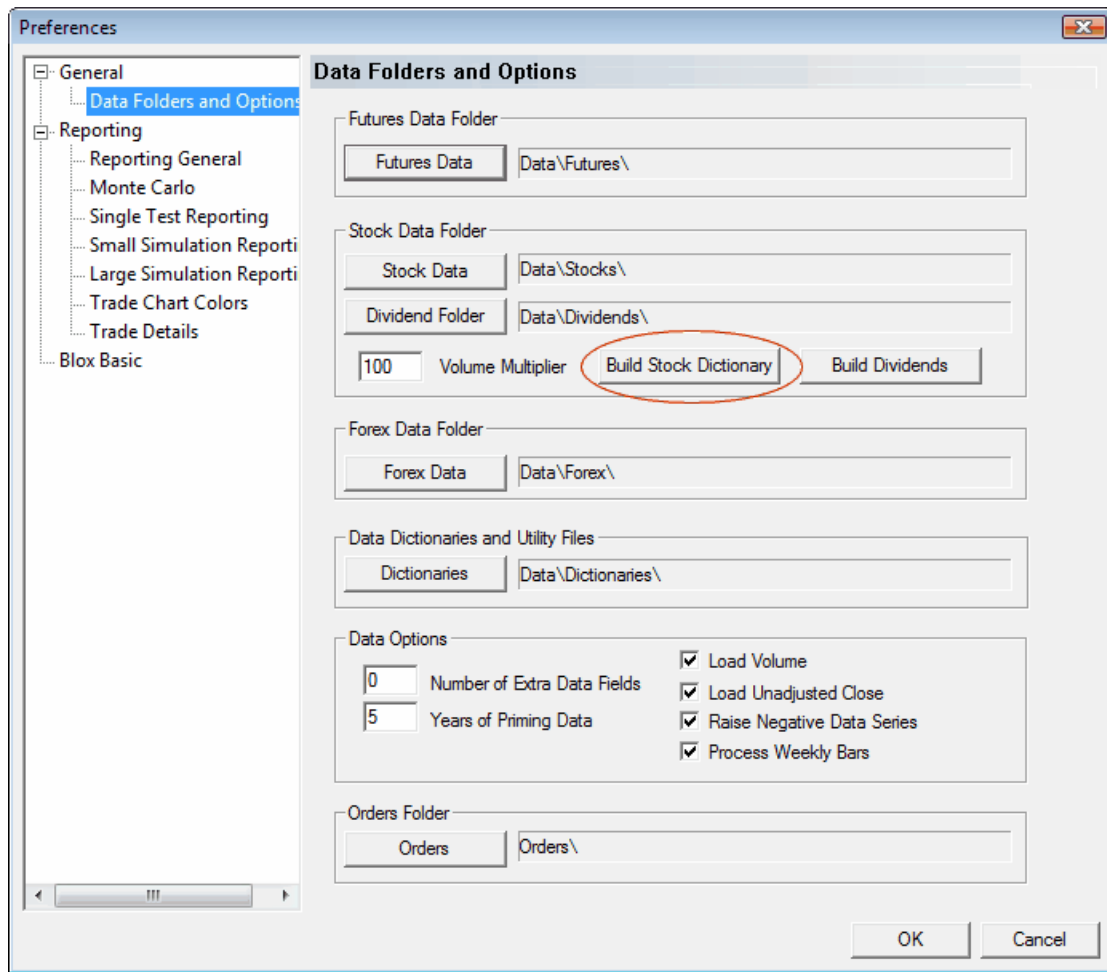 Preferences
General
Data Folders and Options
Reporting
Reporting General
Monte Carlo
Single Test Reporting
Small Simulation Reporti
Large Simulation Reporti
Trade Chart Colors
Trade Details
Blox Basic
Data Folders and Options
Futures Data Folder
Futures Data Data\Futures\
Stock Data Folder
Stock Data Data\Stocks\
Dividend Folder Data\Dividends\
100 Volume Multiplier Build Stock Dictionary Build Dividends
Forex Data Folder
Forex Data Data\Forex\
Data Dictionaries and Utility Files
Dictionaries Data\Dictionaries\
Data Options
0 Number of Extra Data Fields
5 Years of Priming Data
Load Volume
Load Unadjusted Close
Raise Negative Data Series
Process Weekly Bars
Orders Folder
Orders Orders\
OK Cancel